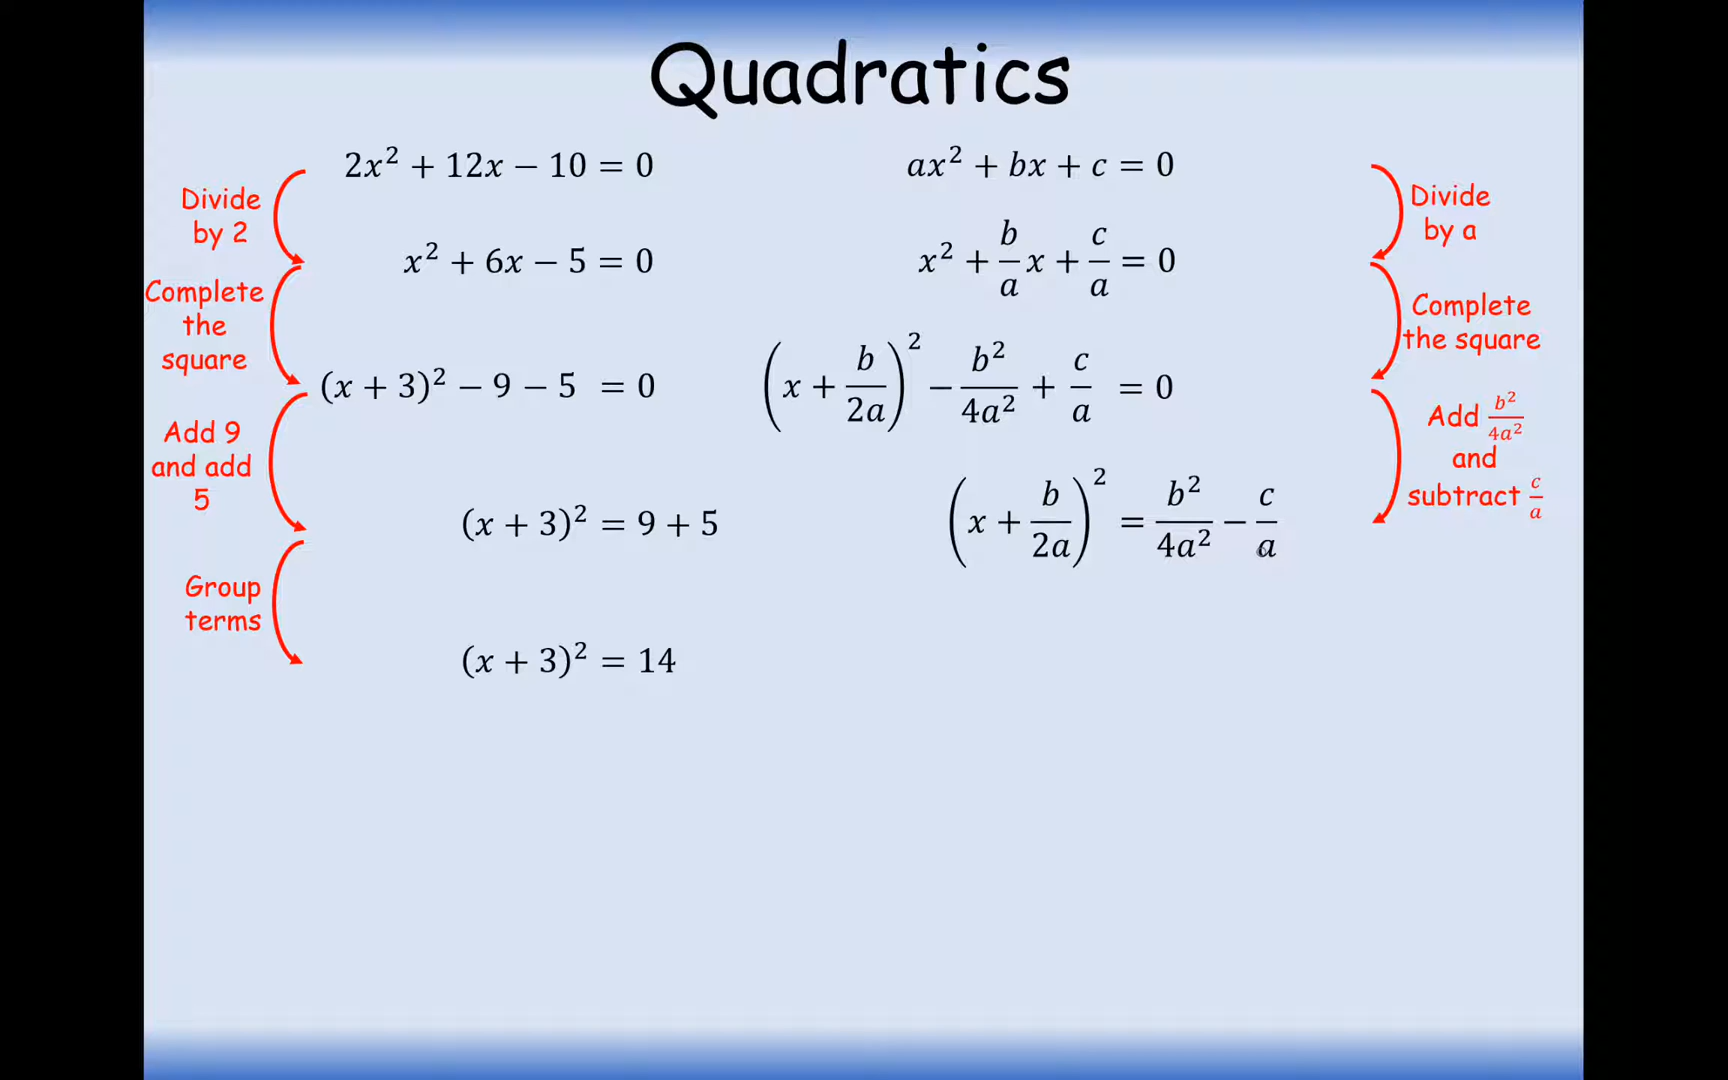 Quadratics
2x² + 12x − 10 = 0
ax² + bx + c = 0
Divide
by 2
Divide
by a
x² + 6x − 5 = 0
x² + b/a x + c/a = 0
Complete
the
square
Complete
the square
(x + 3)² − 9 − 5 = 0
(x + b/2a)² − b²/4a² + c/a = 0
Add 9
and add
5
Add b²/4a²
and
subtract c/a
(x + 3)² = 9 + 5
(x + b/2a)² = b²/4a² − c/a
Group
terms
(x + 3)² = 14